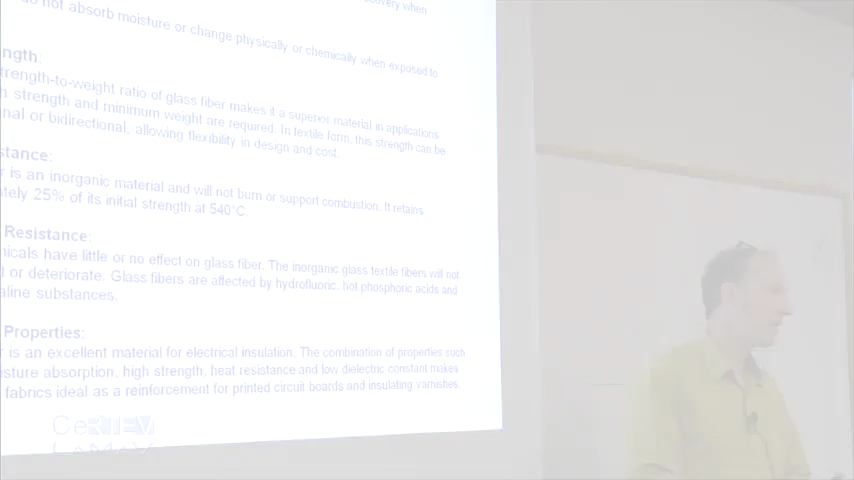 covery when
do not absorb moisture or change physically or chemically when exposed to
ngth:
trength-to-weight ratio of glass fiber makes it a superior material in applications
h strength and minimum weight are required. In textile form, this strength can be
nal or bidirectional, allowing flexibility in design and cost.
stance:
r is an inorganic material and will not burn or support combustion. It retains
ately 25% of its initial strength at 540°C.
Resistance:
nicals have little or no effect on glass fiber. The inorganic glass textile fibers will not
l or deteriorate. Glass fibers are affected by hydrofluoric, hot phosphoric acids and
aline substances.
Properties:
r is an excellent material for electrical insulation. The combination of properties such
isture absorption, high strength, heat resistance and low dielectric constant makes
fabrics ideal as a reinforcement for printed circuit boards and insulating varnishes.
CeRTEV
LaMaV